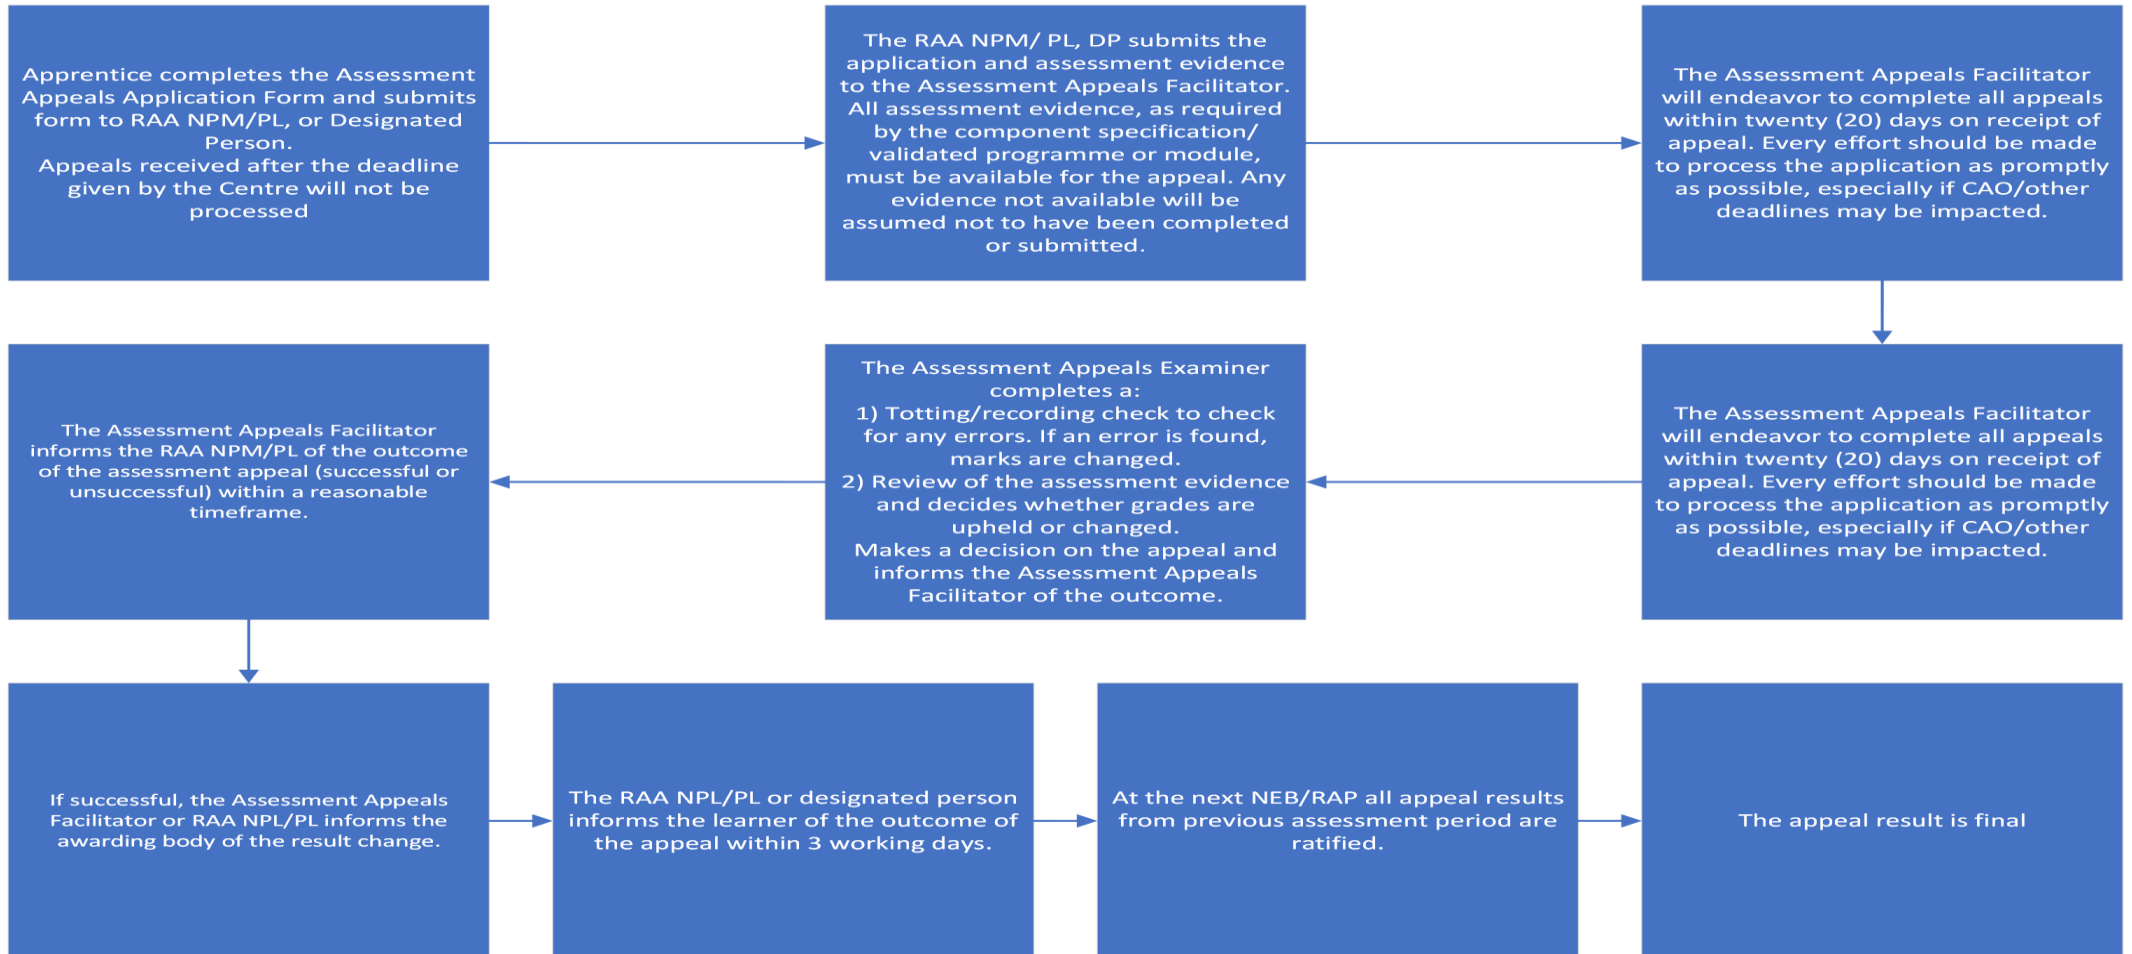 Apprentice completes the Assessment
Appeals Application Form and submits
form to RAA NPM/PL, or Designated
Person.
Appeals received after the deadline
given by the Centre will not be
processed
The RAA NPM/ PL, DP submits the
application and assessment evidence
to the Assessment Appeals Facilitator.
All assessment evidence, as required
by the component specification/
validated programme or module,
must be available for the appeal. Any
evidence not available will be
assumed not to have been completed
or submitted.
The Assessment Appeals Facilitator
will endeavor to complete all appeals
within twenty (20) days on receipt of
appeal. Every effort should be made
to process the application as promptly
as possible, especially if CAO/other
deadlines may be impacted.
The Assessment Appeals Facilitator
will endeavor to complete all appeals
within twenty (20) days on receipt of
appeal. Every effort should be made
to process the application as promptly
as possible, especially if CAO/other
deadlines may be impacted.
The Assessment Appeals Examiner
completes a:
1) Totting/recording check to check
for any errors. If an error is found,
marks are changed.
2) Review of the assessment evidence
and decides whether grades are
upheld or changed.
Makes a decision on the appeal and
informs the Assessment Appeals
Facilitator of the outcome.
The Assessment Appeals Facilitator
informs the RAA NPM/PL of the outcome
of the assessment appeal (successful or
unsuccessful) within a reasonable
timeframe.
If successful, the Assessment Appeals
Facilitator or RAA NPL/PL informs the
awarding body of the result change.
The RAA NPL/PL or designated person
informs the learner of the outcome of
the appeal within 3 working days.
At the next NEB/RAP all appeal results
from previous assessment period are
ratified.
The appeal result is final